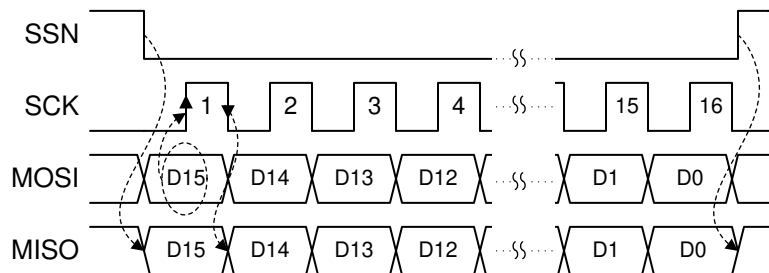 SSN
SCK 1 2 3 4 15 16
MOSI D15 D14 D13 D12 D1 D0
MISO D15 D14 D13 D12 D1 D0